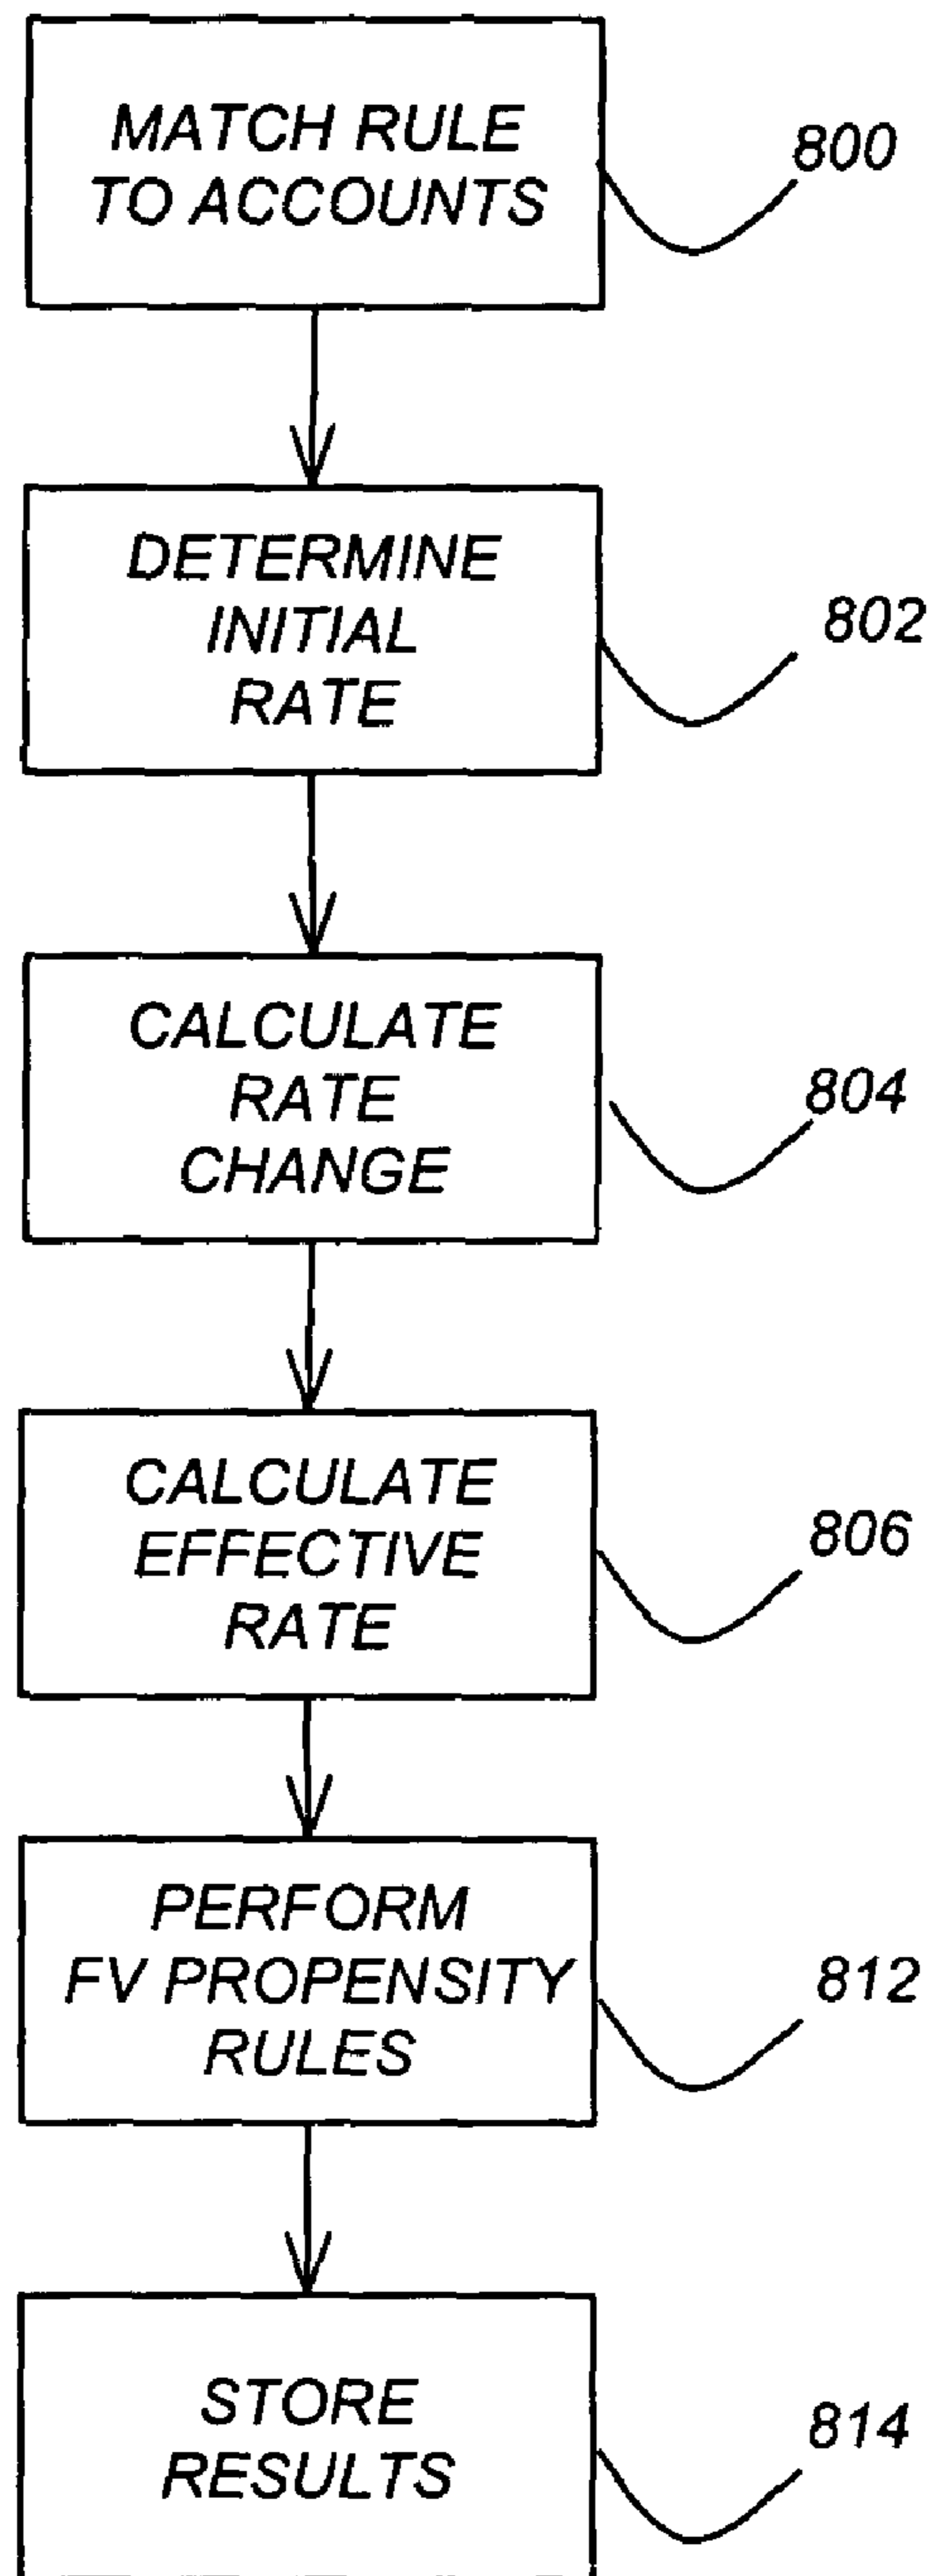 MATCH RULE
TO ACCOUNTS
800
DETERMINE
INITIAL
RATE
802
CALCULATE
RATE
CHANGE
804
CALCULATE
EFFECTIVE
RATE
806
PERFORM
FV PROPENSITY
RULES
812
STORE
RESULTS
814